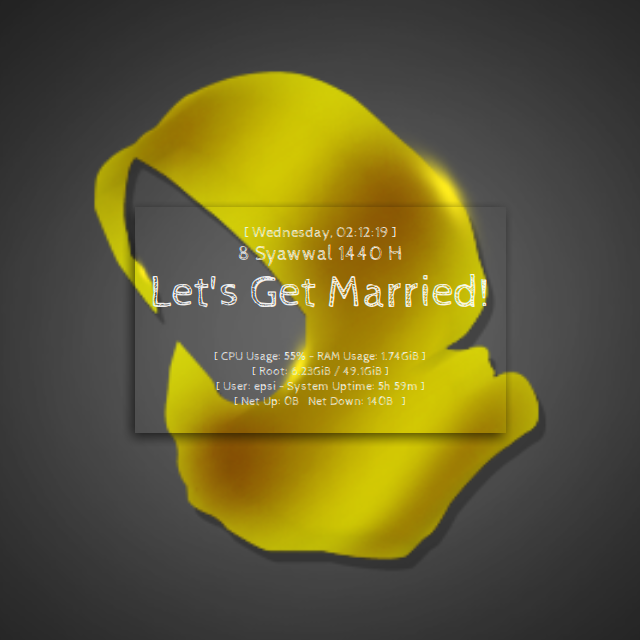 [ Wednesday, 02:12:19 ]
8 Syawwal 1440 H
Let's Get Married!
[ CPU Usage: 55% - RAM Usage: 1.74GiB ]
[ Root: 6.23GiB / 49.1GiB ]
[ User: epsi - System Uptime: 5h 59m ]
[ Net Up: 0B  Net Down: 140B  ]